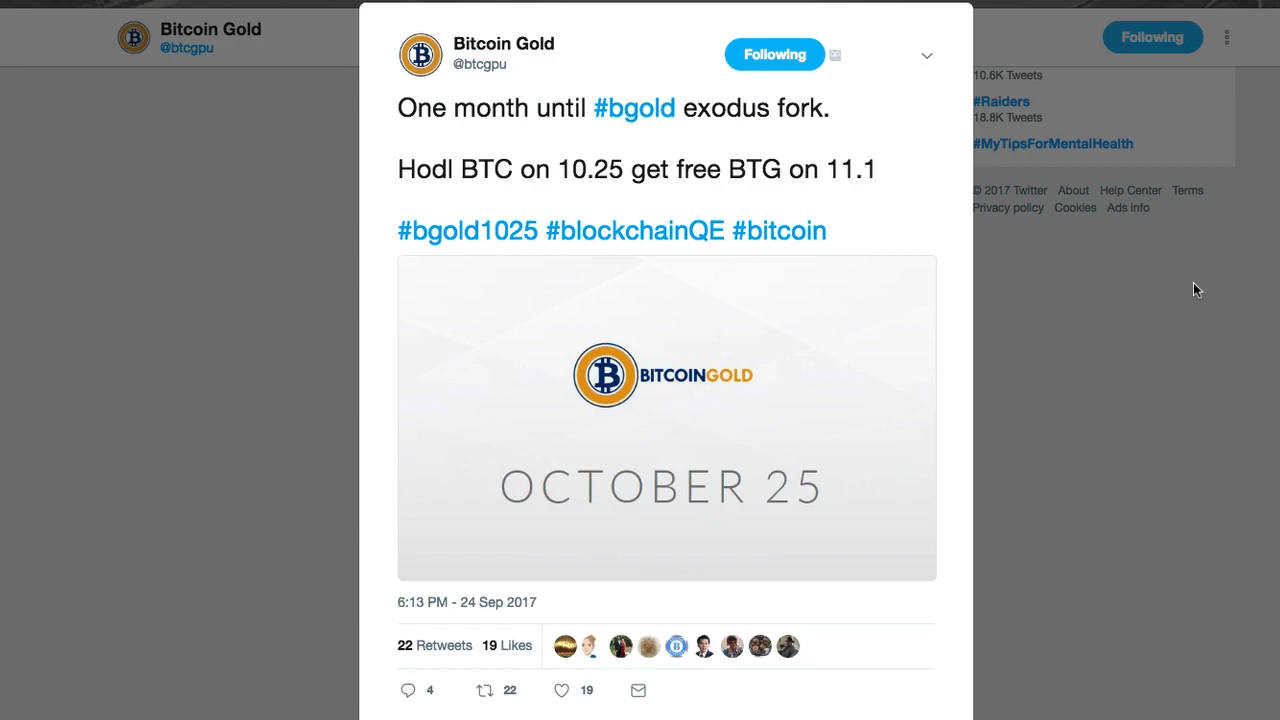 Bitcoin Gold
@btcgpu
Following
Bitcoin Gold
@btcgpu
Following
One month until #bgold exodus fork.
Hodl BTC on 10.25 get free BTG on 11.1
#bgold1025 #blockchainQE #bitcoin
BITCOINGOLD
OCTOBER 25
6:13 PM - 24 Sep 2017
22 Retweets 19 Likes
4 22 19
10.6K Tweets
#Raiders
18.8K Tweets
#MyTipsForMentalHealth
© 2017 Twitter About Help Center Terms
Privacy policy Cookies Ads info